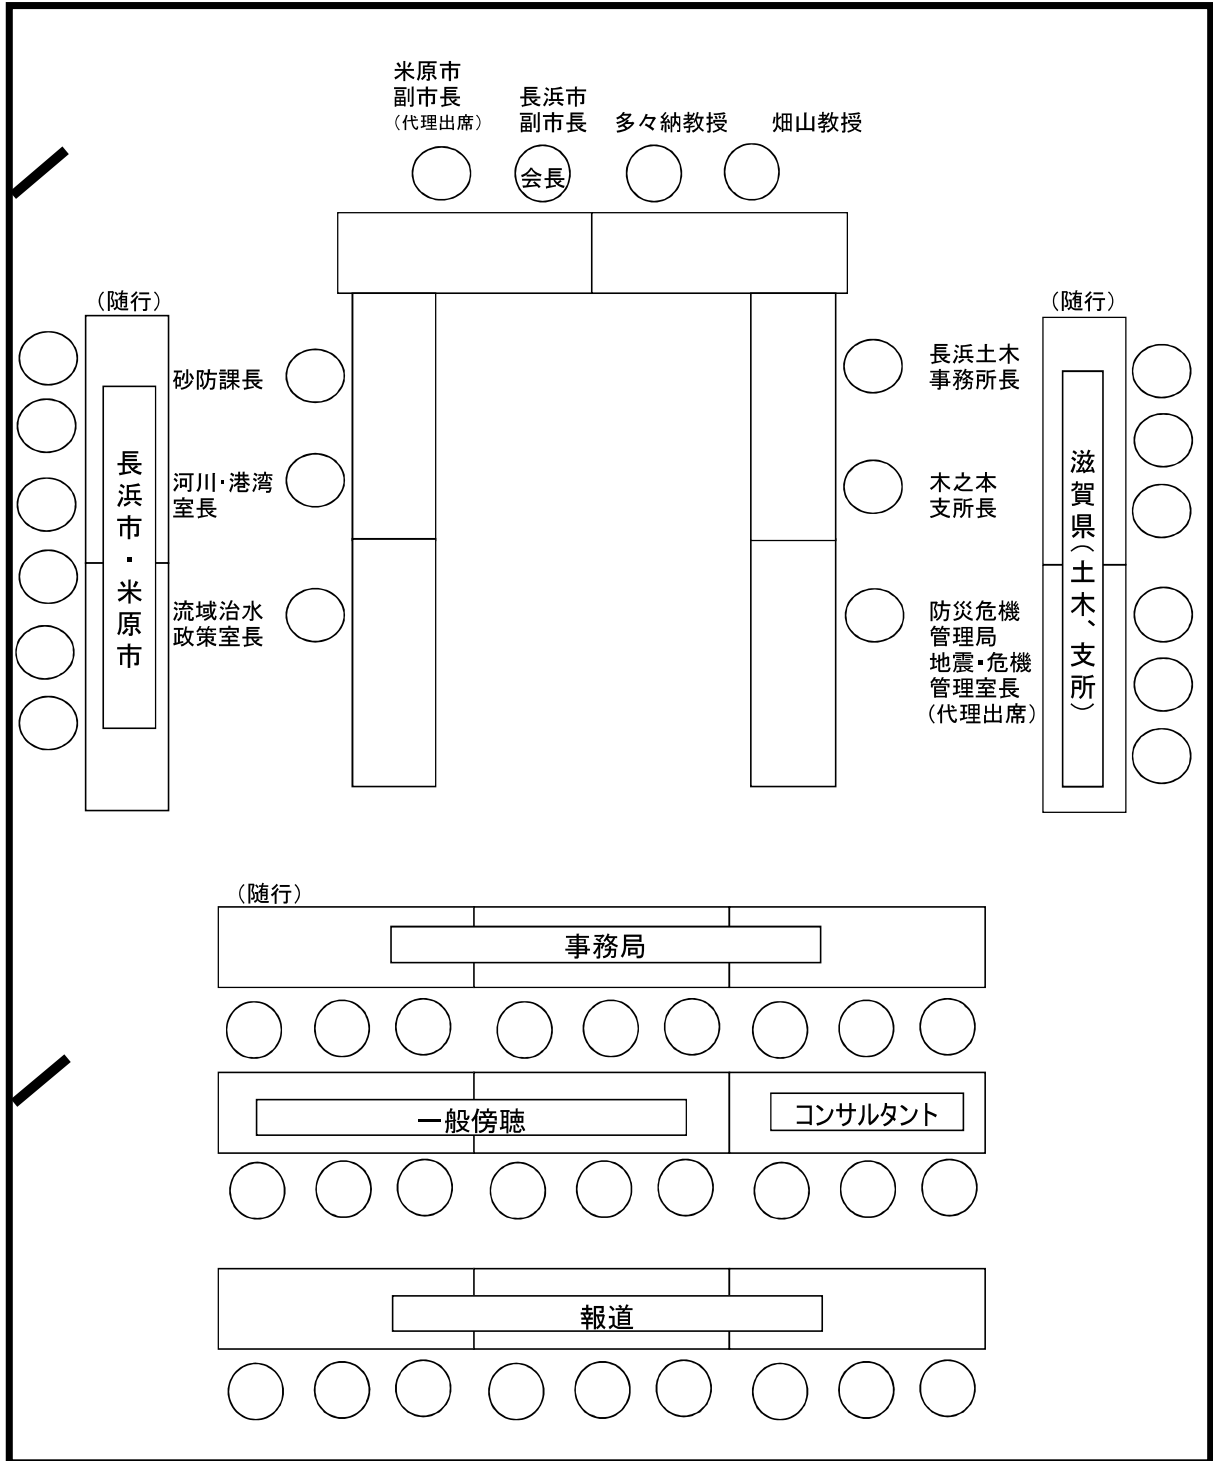 米原市
副市長
（代理出席）
長浜市
副市長
多々納教授
畑山教授
会長
（随行）
（随行）
砂防課長
河川・港湾
室長
流域治水
政策室長
長浜市・米原市
長浜土木
事務所長
木之本
支所長
防災危機
管理局
地震・危機
管理室長
（代理出席）
滋賀県（土木、支所）
（随行）
事務局
一般傍聴
コンサルタント
報道